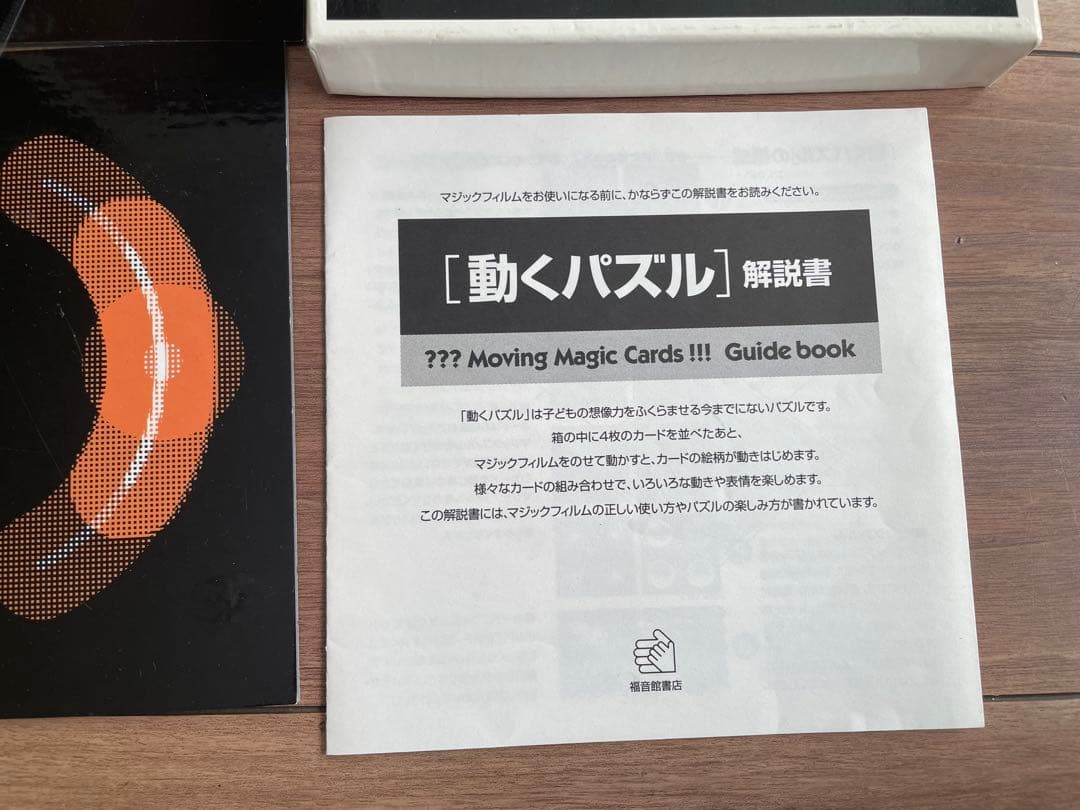 マジックフィルムをお使いになる前に、かならずこの解説書をお読みください。
[動くパズル] 解説書
??? Moving Magic Cards !!! Guide book
「動くパズル」は子どもの想像力をふくらませる今までにないパズルです。
箱の中に4枚のカードを並べたあと、
マジックフィルムをのせて動かすと、カードの絵柄が動きはじめます。
様々なカードの組み合わせで、いろいろな動きや表情を楽しめます。
この解説書には、マジックフィルムの正しい使い方やパズルの楽しみ方が書かれています。
福音館書店